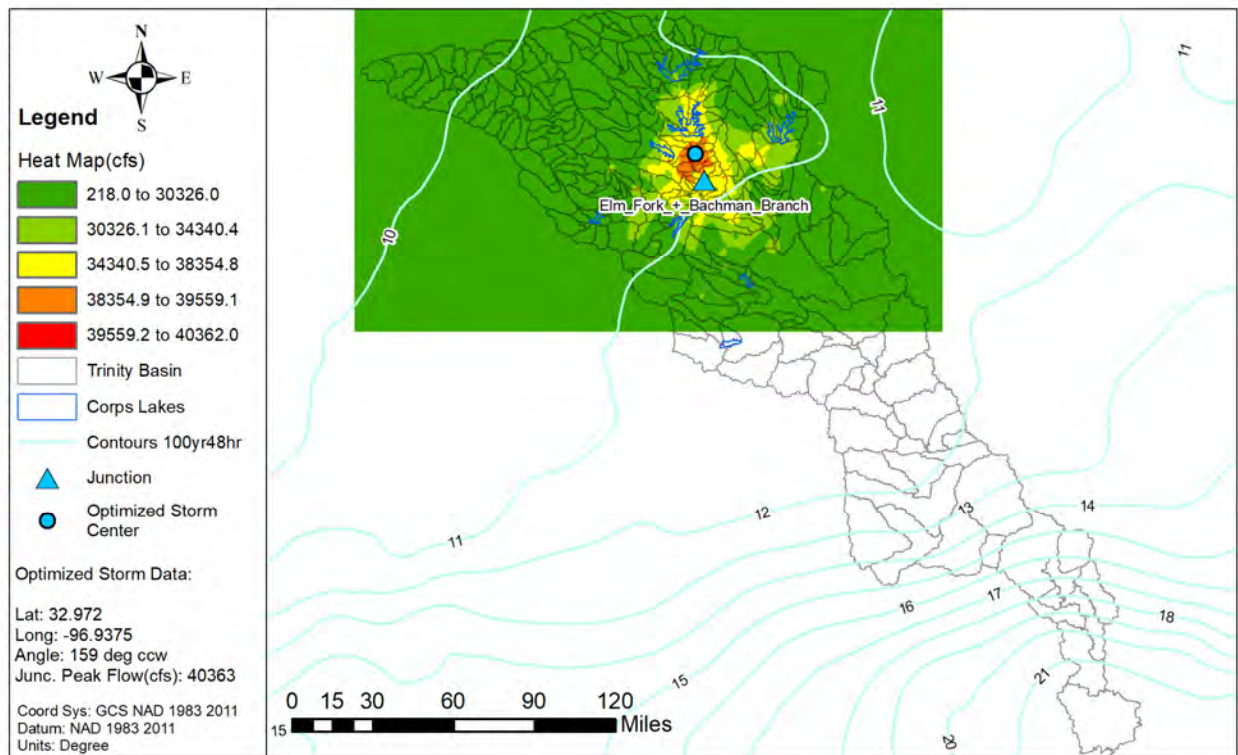 N
W E
S
Legend
Heat Map(cfs)
218.0 to 30326.0
30326.1 to 34340.4
34340.5 to 38354.8
38354.9 to 39559.1
39559.2 to 40362.0
Trinity Basin
Corps Lakes
Contours 100yr48hr
Junction
Optimized Storm
Center
Optimized Storm Data:
Lat: 32.972
Long: -96.9375
Angle: 159 deg ccw
Junc. Peak Flow(cfs): 40363
Coord Sys: GCS NAD 1983 2011
Datum: NAD 1983 2011
Units: Degree
11
11
Elm_Fork_+_Bachman_Branch
10
12
13
14
11
16
17
18
15
21
20
15
0 15 30 60 90 120
Miles